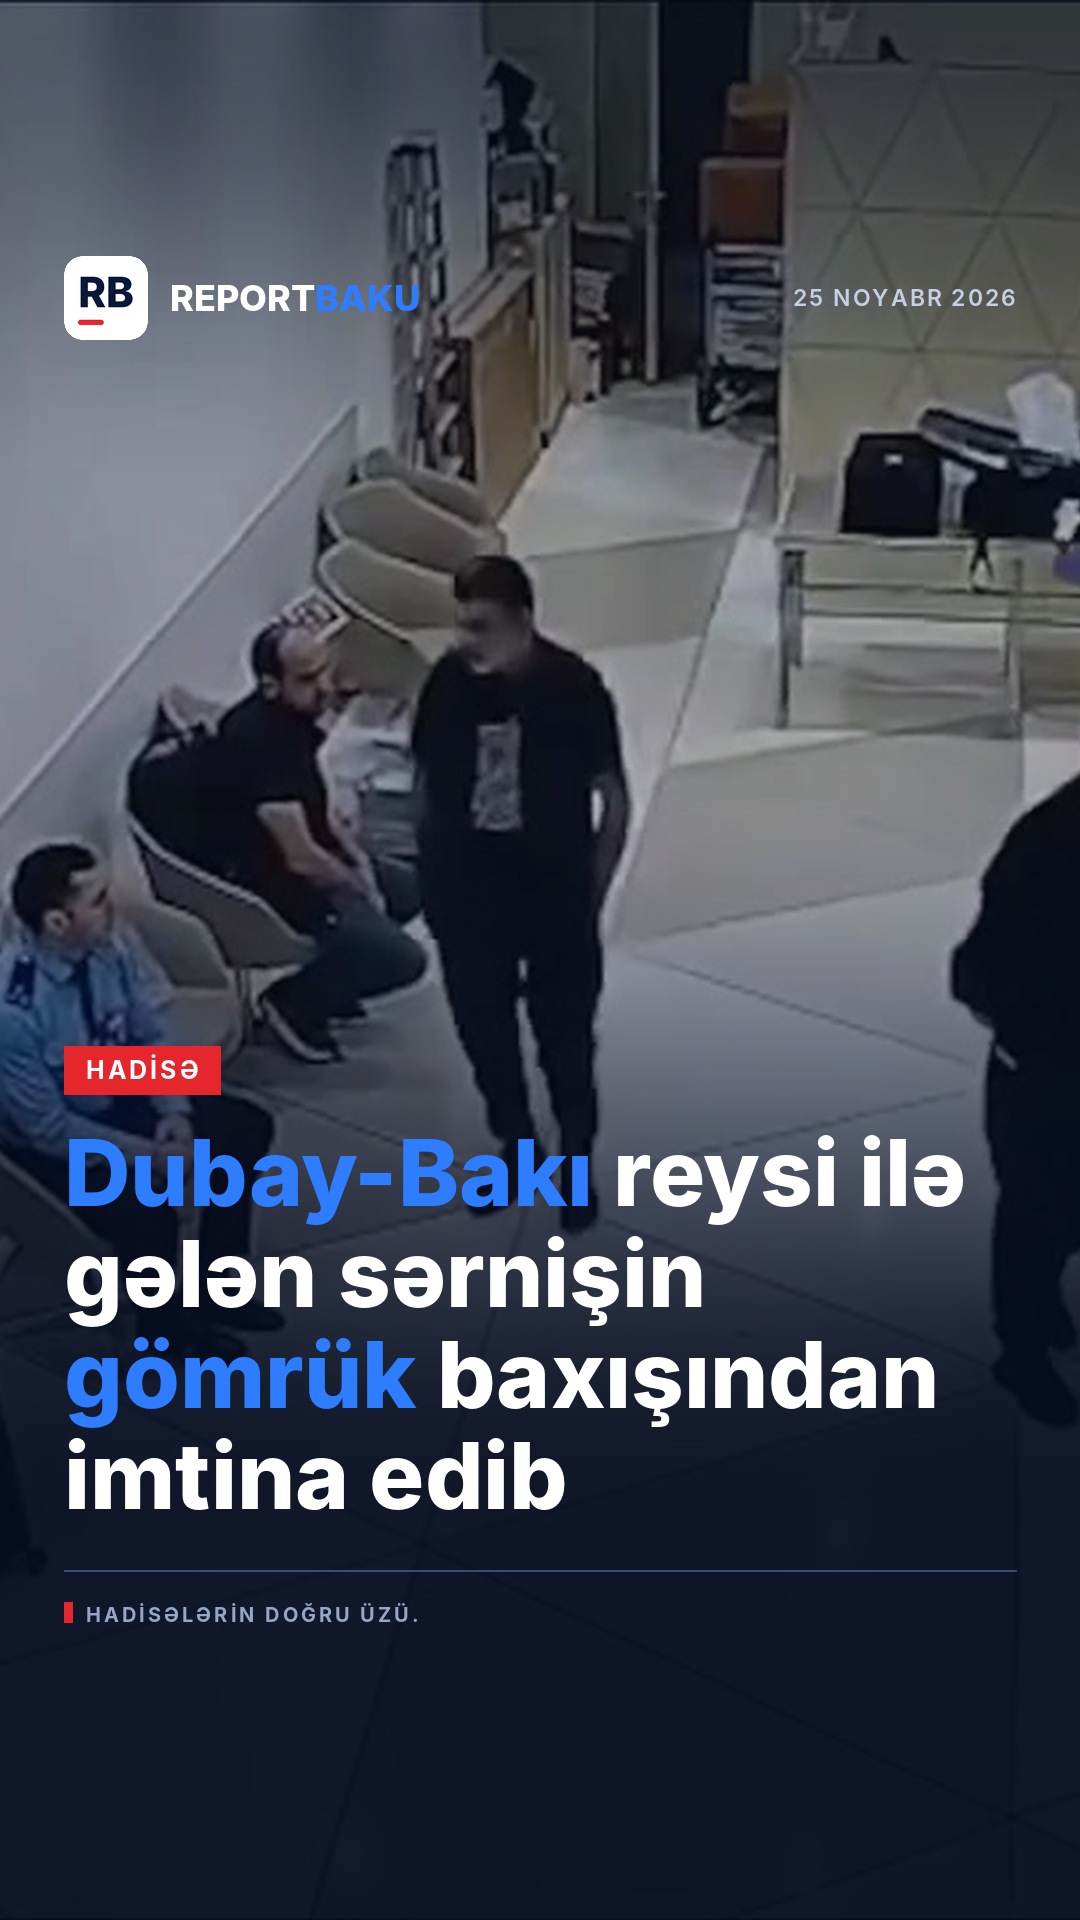 RB
REPORTBAKU
25 NOYABR 2026
HADİSƏ
Dubay-Bakı reysi ilə
gələn sərnişin
gömrük baxışından
imtina edib
HADİSƏLƏRİN DOĞRU ÜZÜ.